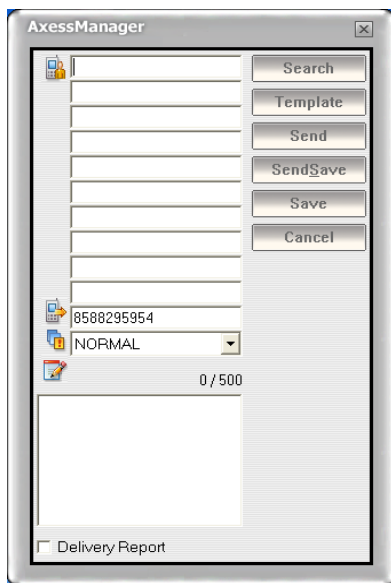 AxessManager
Search
Template
Send
SendSave
Save
Cancel
8588295954
NORMAL
0 / 500
Delivery Report